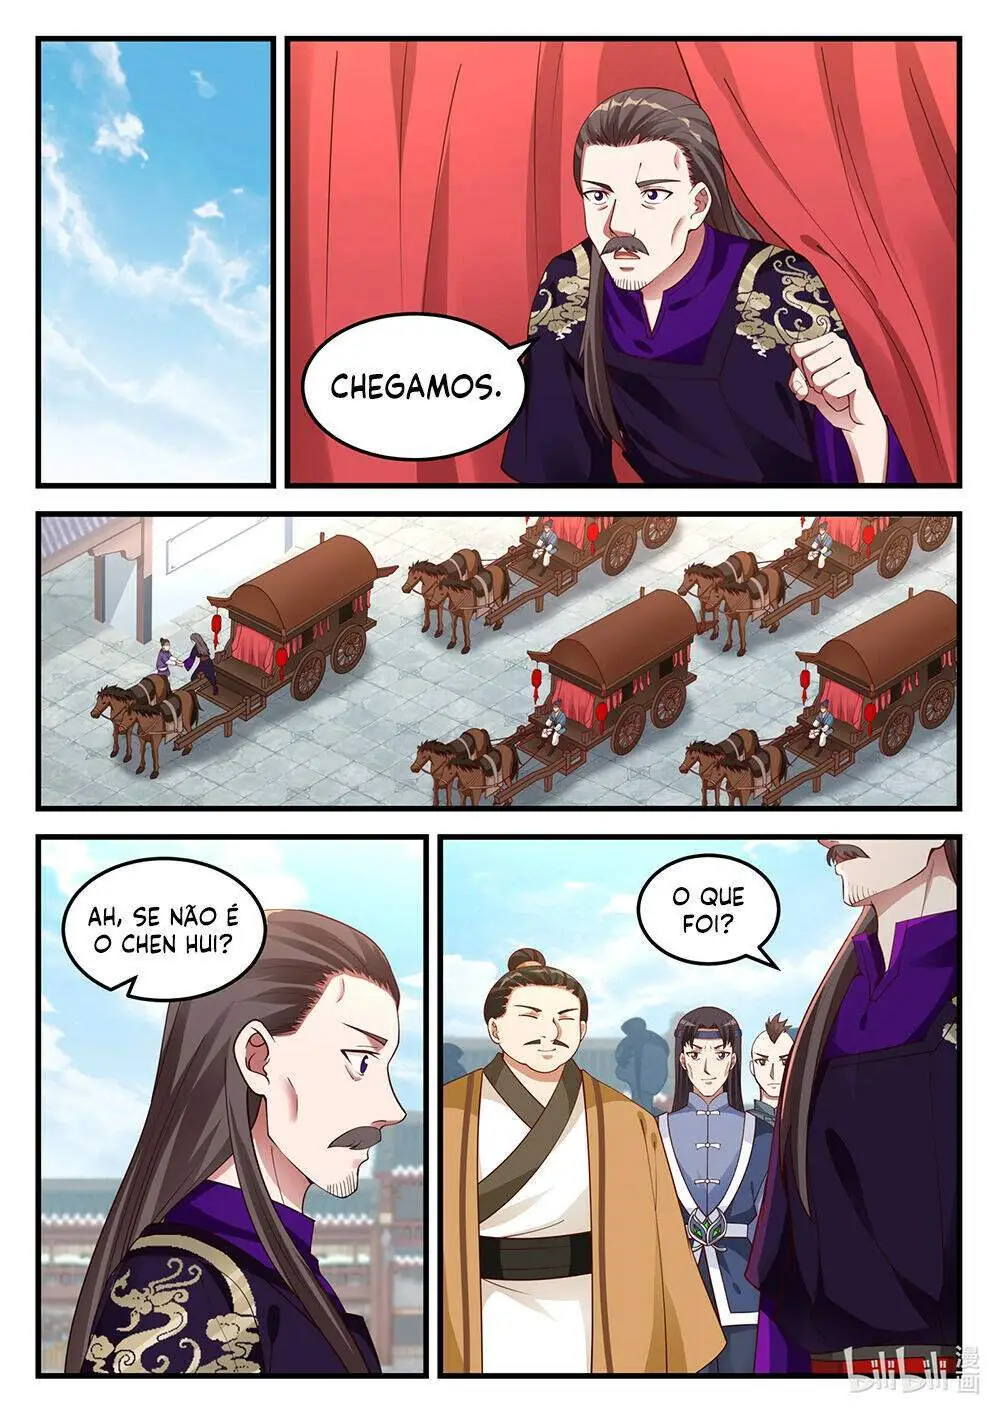 CHEGAMOS.
AH, SE NÃO É
O CHEN HUI?
O QUE
FOI?
bilibili
漫画